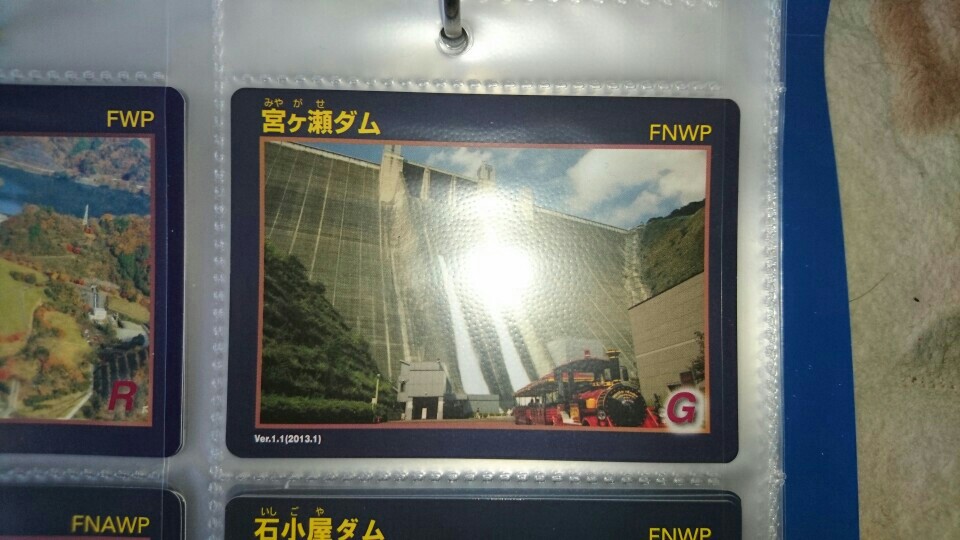 FWP
R
みやがせ
宮ヶ瀬ダム
FNWP
G
Ver.1.1(2013.1)
FNAWP
いしごや
石小屋ダム
FNWP